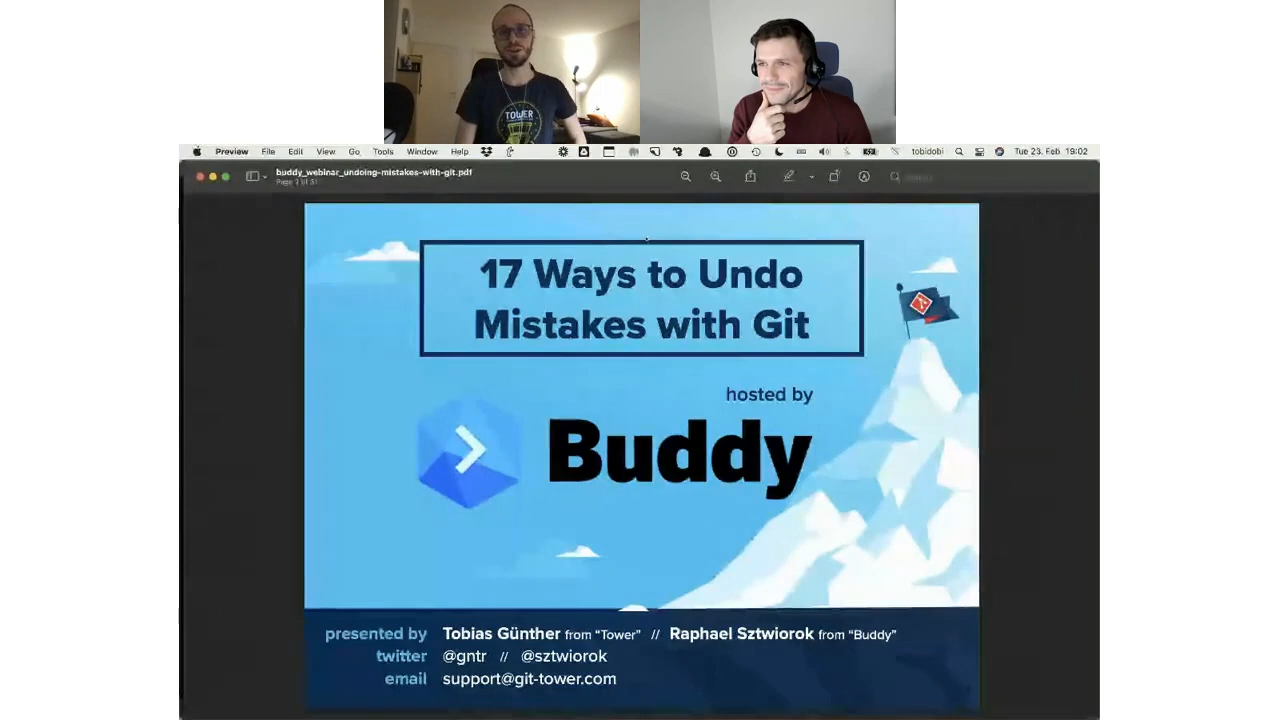 TOWER
Preview File Edit View Go Tools Window Help tobidobi Tue 23. Feb 19:02
buddy_webinar_undoing-mistakes-with-git.pdf
Search
17 Ways to Undo
Mistakes with Git
hosted by
Buddy
presented by Tobias Günther from “Tower” // Raphael Sztwiorok from “Buddy”
twitter @gntr // @sztwiorok
email support@git-tower.com